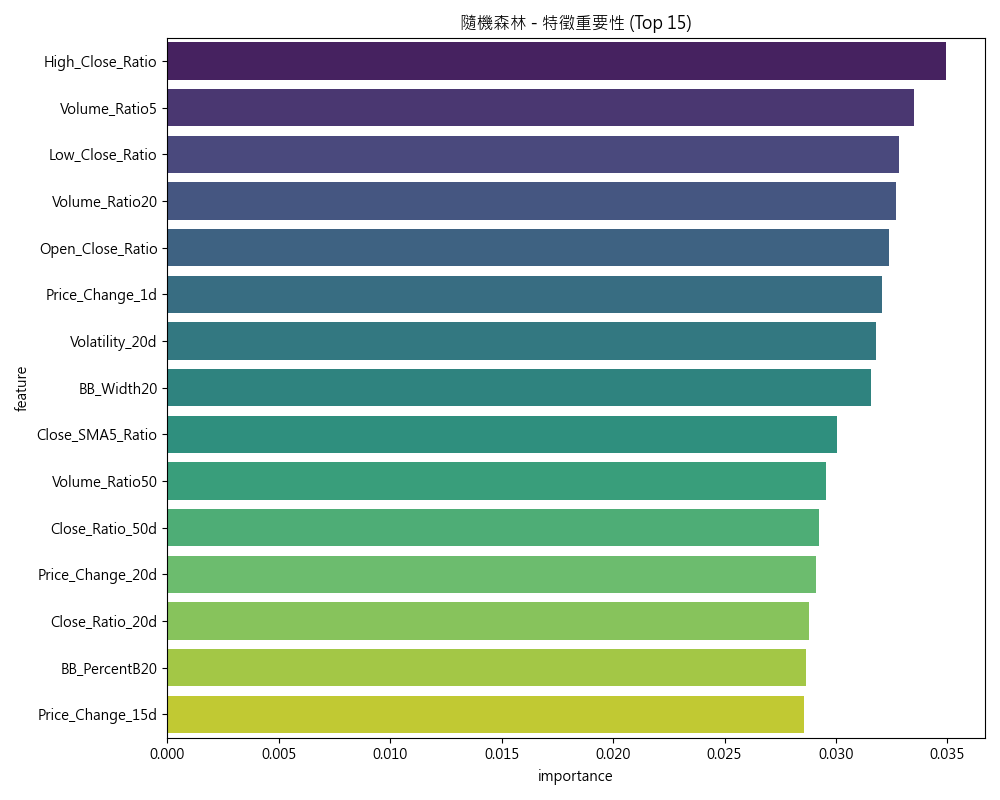 隨機森林 - 特徵重要性 (Top 15)
High_Close_Ratio
Volume_Ratio5
Low_Close_Ratio
Volume_Ratio20
Open_Close_Ratio
Price_Change_1d
Volatility_20d
BB_Width20
Close_SMA5_Ratio
Volume_Ratio50
Close_Ratio_50d
Price_Change_20d
Close_Ratio_20d
BB_PercentB20
Price_Change_15d
feature
0.000 0.005 0.010 0.015 0.020 0.025 0.030 0.035
importance